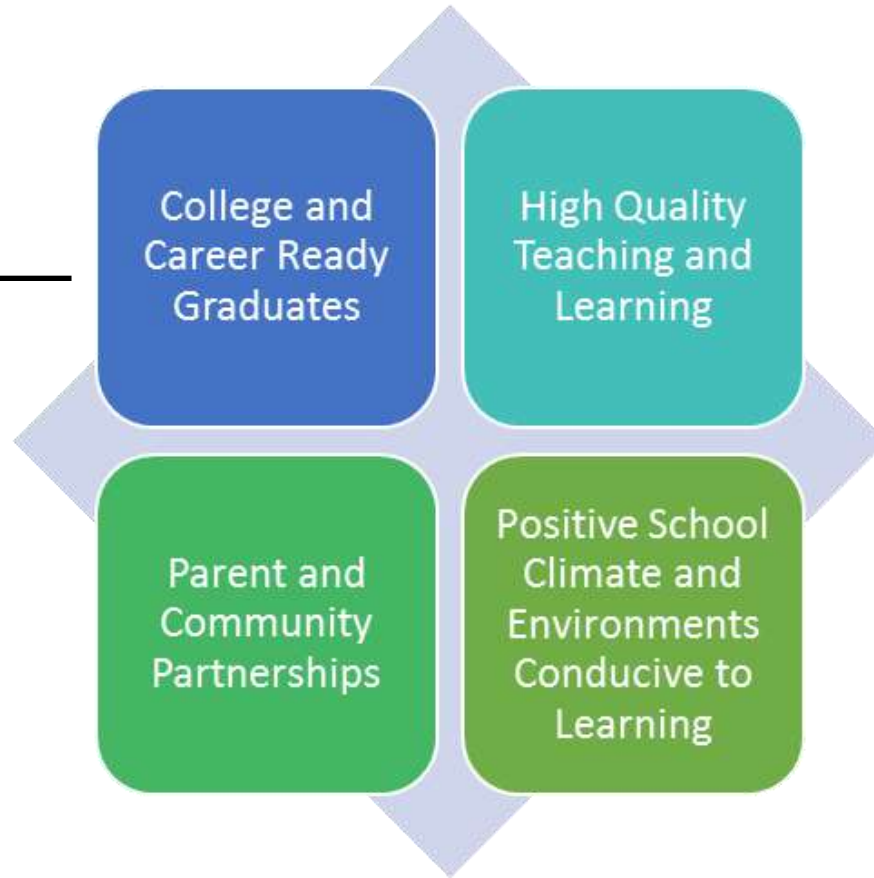 College and
Career Ready
Graduates
High Quality
Teaching and
Learning
Parent and
Community
Partnerships
Positive School
Climate and
Environments
Conducive to
Learning